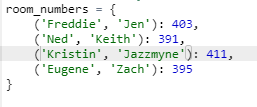 room_numbers = {
    ('Freddie', 'Jen'): 403,
    ('Ned', 'Keith'): 391,
    ('Kristin', 'Jazzmyne'): 411,
    ('Eugene', 'Zach'): 395
}